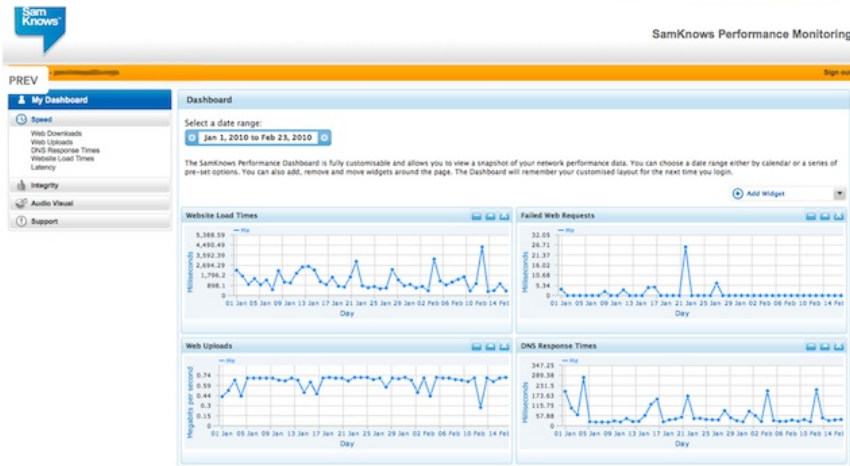 Sam
Knows
SamKnows Performance Monitoring
PREV
Sign out
My Dashboard
Speed
Web Downloads
Web Uploads
DNS Response Times
Website Load Times
Latency
Integrity
Audio Visual
Support
Dashboard
Select a date range:
Jan 1, 2010 to Feb 23, 2010
The SamKnows Performance Dashboard is fully customisable and allows you to view a snapshot of your network performance data. You can choose a date range either by calendar or a series of
pre-set options. You can also add, remove and move widgets around the page. The Dashboard will remember your customised layout for the next time you login.
Add Widget
Website Load Times
Me
5,388.59
4,490.49
3,592.39
2,694.29
1,796.2
898.1
0
Milliseconds
01 Jan 05 Jan 09 Jan 13 Jan 17 Jan 21 Jan 25 Jan 29 Jan 02 Feb 06 Feb 10 Feb 14 Feb
Day
Failed Web Requests
Me
32.05
26.71
21.37
16.02
10.68
5.34
0
Milliseconds
01 Jan 05 Jan 09 Jan 13 Jan 17 Jan 21 Jan 25 Jan 29 Jan 02 Feb 06 Feb 10 Feb 14 Feb
Day
Web Uploads
Me
0.74
0.59
0.44
0.3
0.15
0
Megabits per second
01 Jan 05 Jan 09 Jan 13 Jan 17 Jan 21 Jan 25 Jan 29 Jan 02 Feb 06 Feb 10 Feb 14 Feb
Day
DNS Response Times
Me
347.25
289.38
231.5
173.63
115.75
57.88
0
Milliseconds
01 Jan 05 Jan 09 Jan 13 Jan 17 Jan 21 Jan 25 Jan 29 Jan 02 Feb 06 Feb 10 Feb 14 Feb
Day